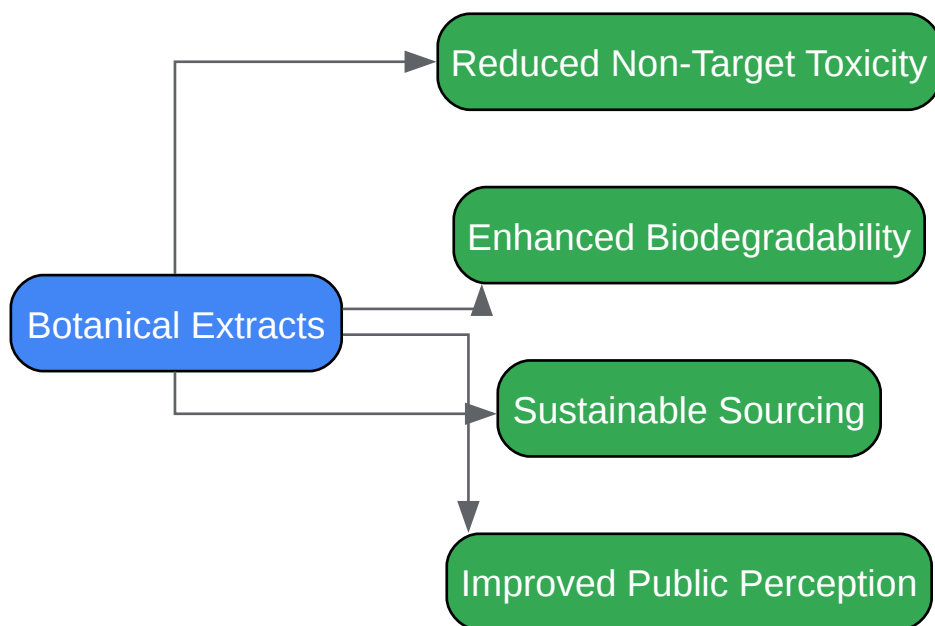 Reduced Non-Target Toxicity
Enhanced Biodegradability
Botanical Extracts
Sustainable Sourcing
Improved Public Perception